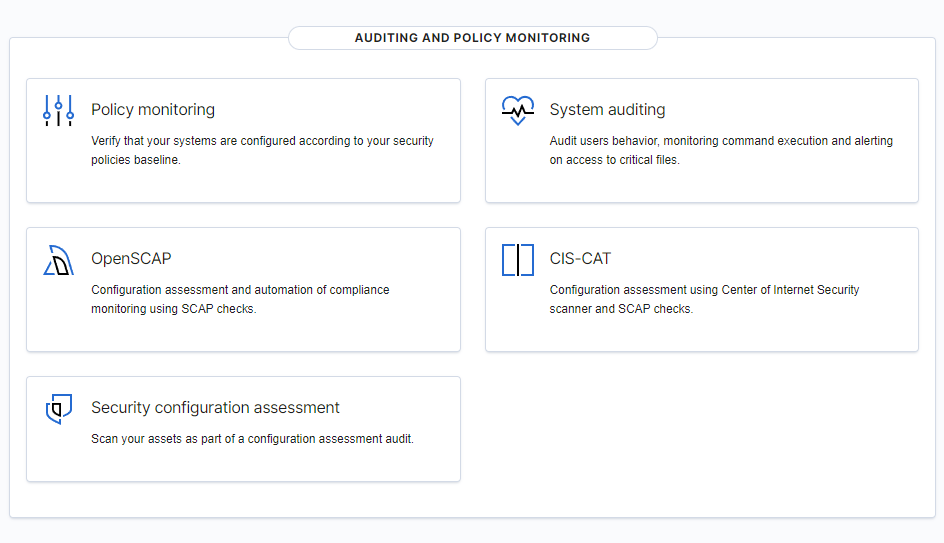 AUDITING AND POLICY MONITORING
Policy monitoring
Verify that your systems are configured according to your security
policies baseline.
System auditing
Audit users behavior, monitoring command execution and alerting
on access to critical files.
OpenSCAP
Configuration assessment and automation of compliance
monitoring using SCAP checks.
CIS-CAT
Configuration assessment using Center of Internet Security
scanner and SCAP checks.
Security configuration assessment
Scan your assets as part of a configuration assessment audit.